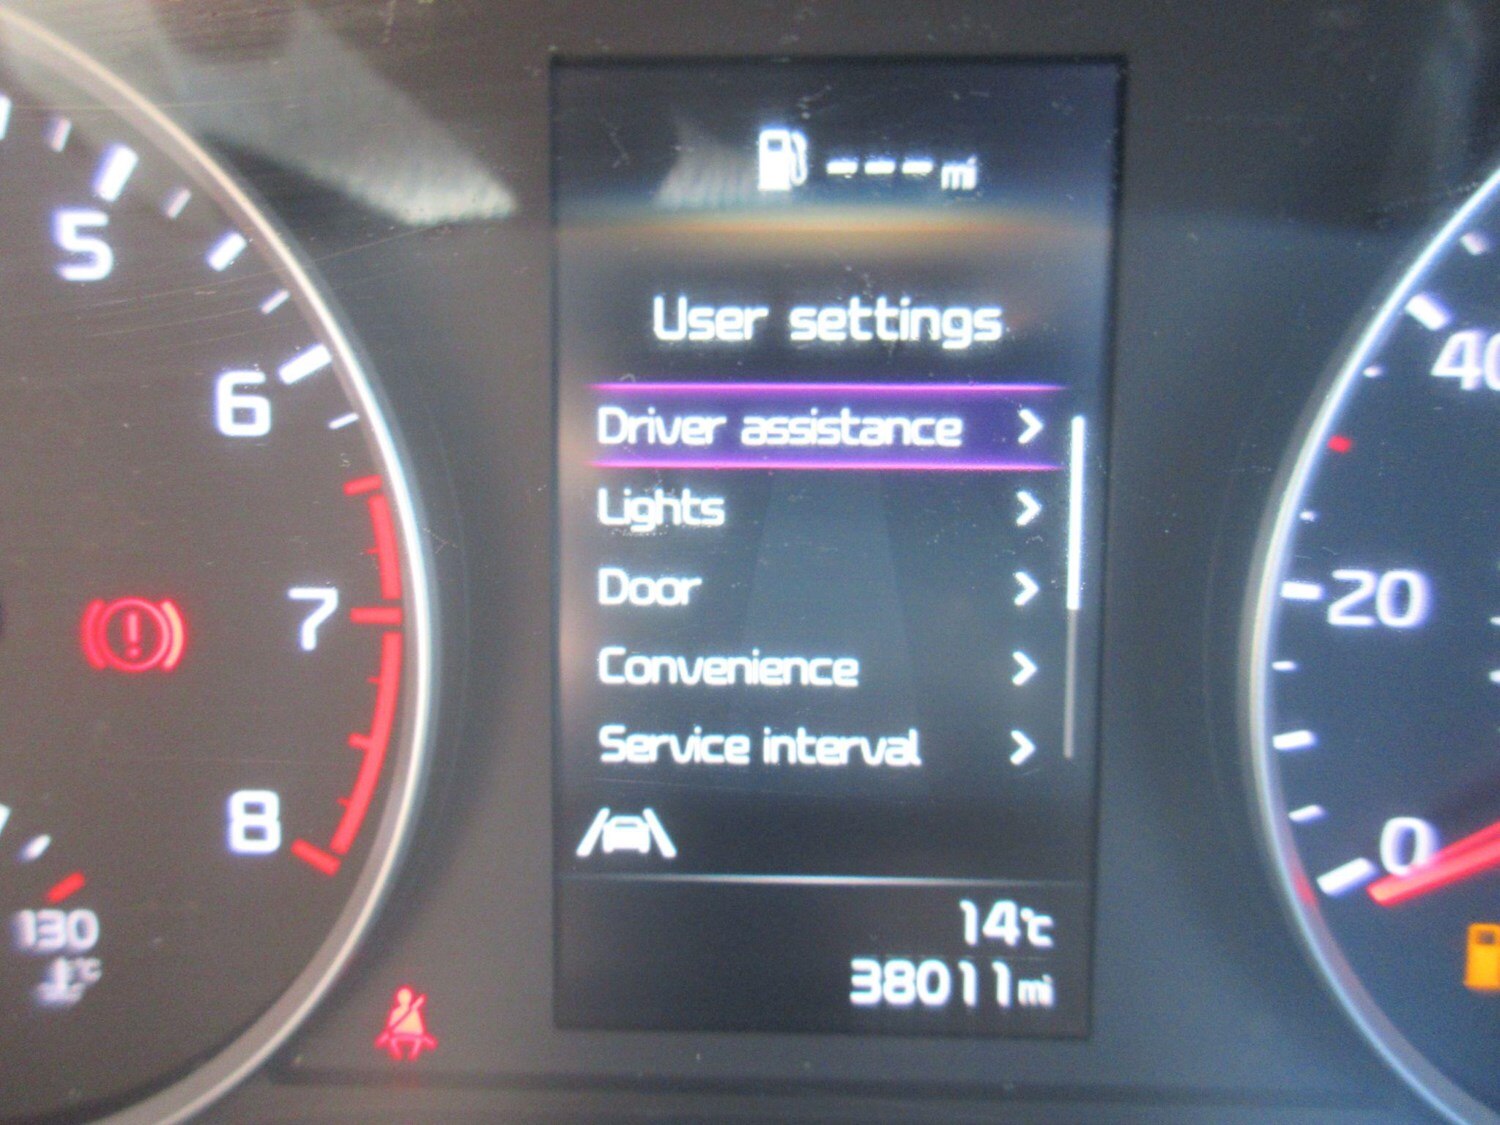 --- mi
User settings
Driver assistance
Lights
Door
Convenience
Service interval
14℃
38011mi
5
6
7
8
130
℃
40
20
0